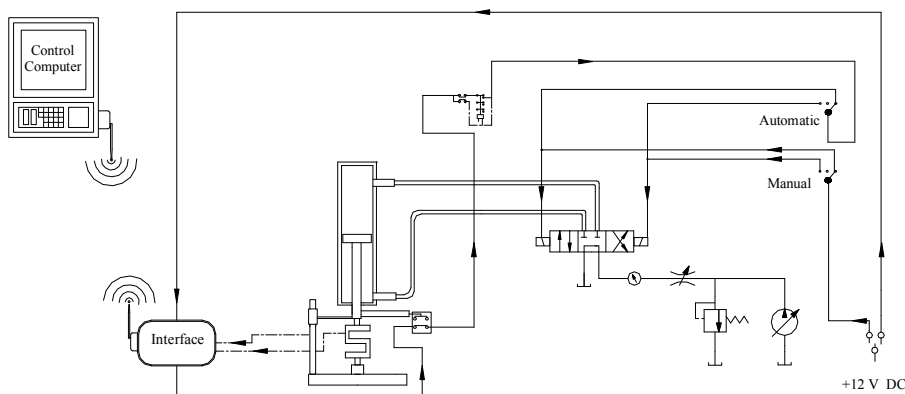 Control
Computer
Automatic
Manual
Interface
+12 V DC